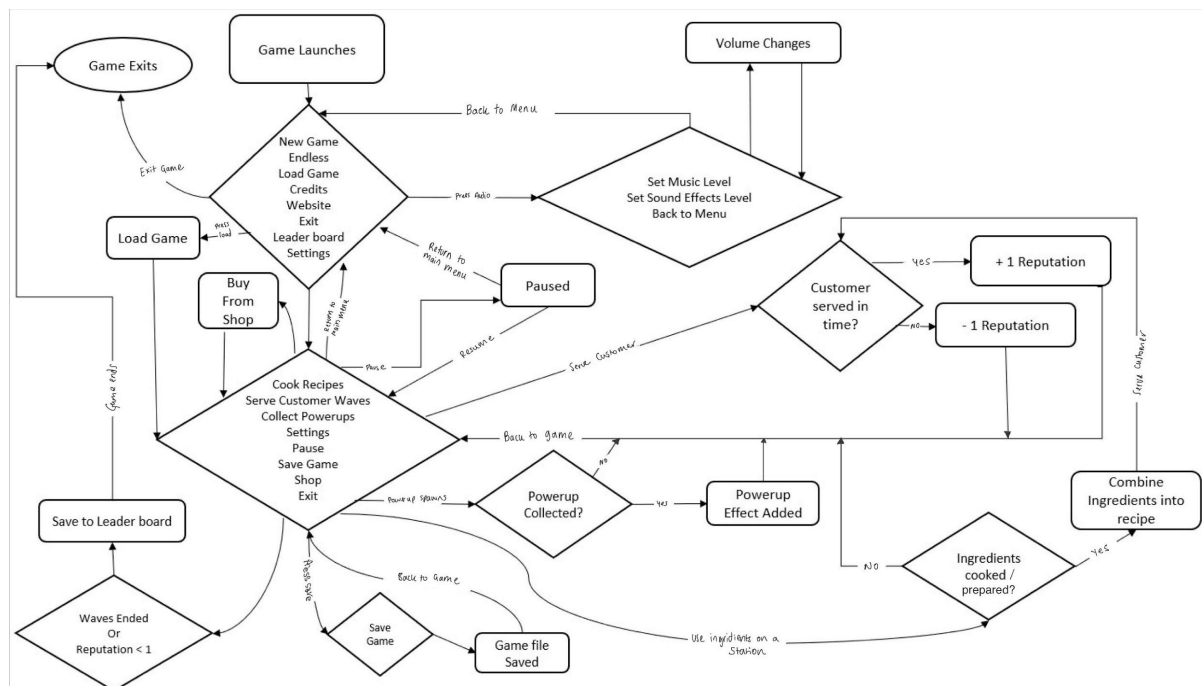 Game Launches
Volume Changes
Game Exits
Back to Menu
New Game
Endless
Load Game
Credits
Website
Exit
Leader board
Settings
Exit Game
Press Audio
Set Music Level
Set Sound Effects Level
Back to Menu
Press
load
Load Game
Return to
main menu
Paused
Buy
From
Shop
Return to
main menu
Customer
served in
time?
Yes
+ 1 Reputation
NO
- 1 Reputation
Pause
Resume
Serve Customer
Serve Customer
Cook Recipes
Serve Customer Waves
Collect Powerups
Settings
Pause
Save Game
Shop
Exit
Back to game
Game ends
Powerup spawns
Powerup
Collected?
NO
Yes
Powerup
Effect Added
Combine
Ingredients into
recipe
Save to Leader board
Ingredients
cooked /
prepared?
NO
Yes
Waves Ended
Or
Reputation < 1
Press save
Save
Game
Back to Game
Game file
Saved
Use ingredients on a
Station